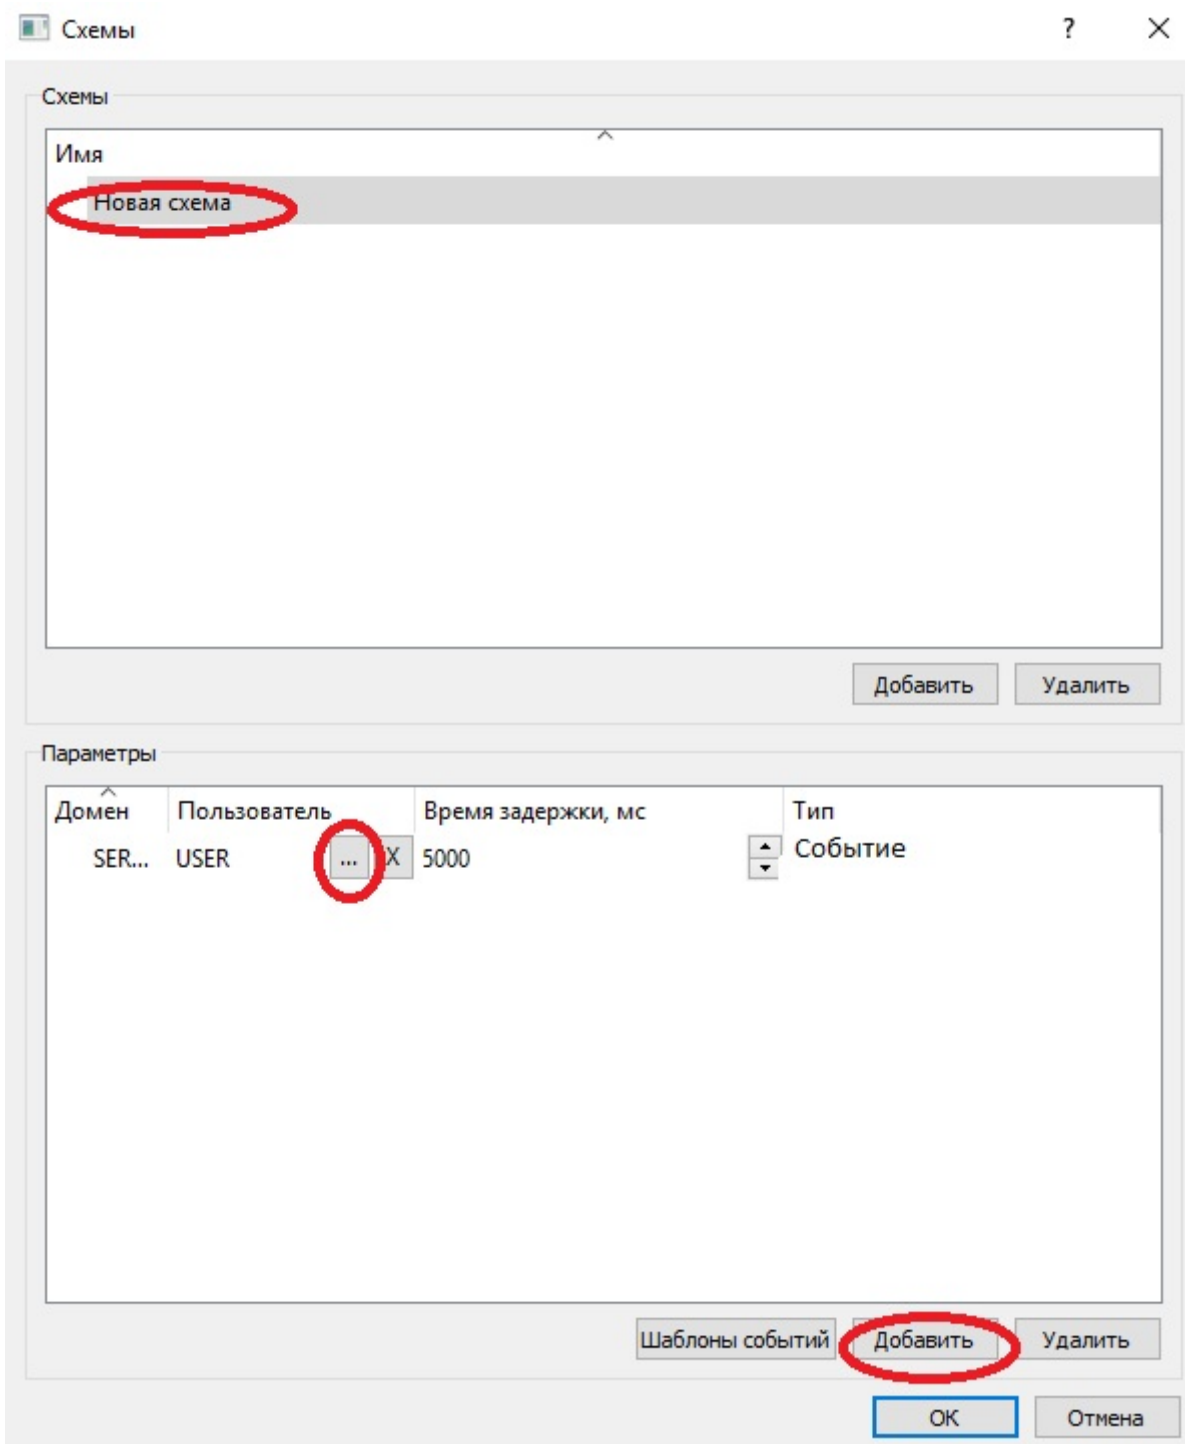 Схемы ?
Схемы
Имя
Новая схема
Добавить Удалить
Параметры
Домен Пользователь Время задержки, мс Тип
SER... USER ... X 5000 Событие
Шаблоны событий Добавить Удалить
OK Отмена